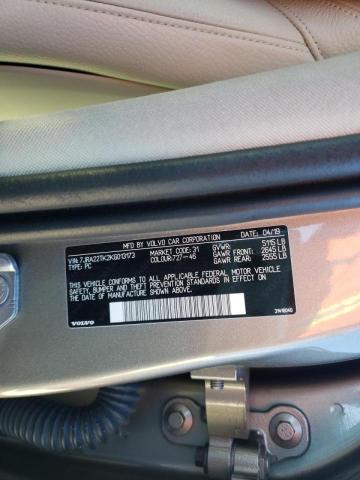 MFD BY VOLVO CAR CORPORATION DATE: 04/19
VIN: 7JRA22TK2KG013173 MARKET CODE: 31 GVWR: 5115 LB
TYPE: PC COLOUR: 727-46 GAWR FRONT: 2645 LB
GAWR REAR: 2555 LB
THIS VEHICLE CONFORMS TO ALL APPLICABLE FEDERAL MOTOR VEHICLE
SAFETY, BUMPER AND THEFT PREVENTION STANDARDS IN EFFECT ON
THE DATE OF MANUFACTURE SHOWN ABOVE.
VOLVO